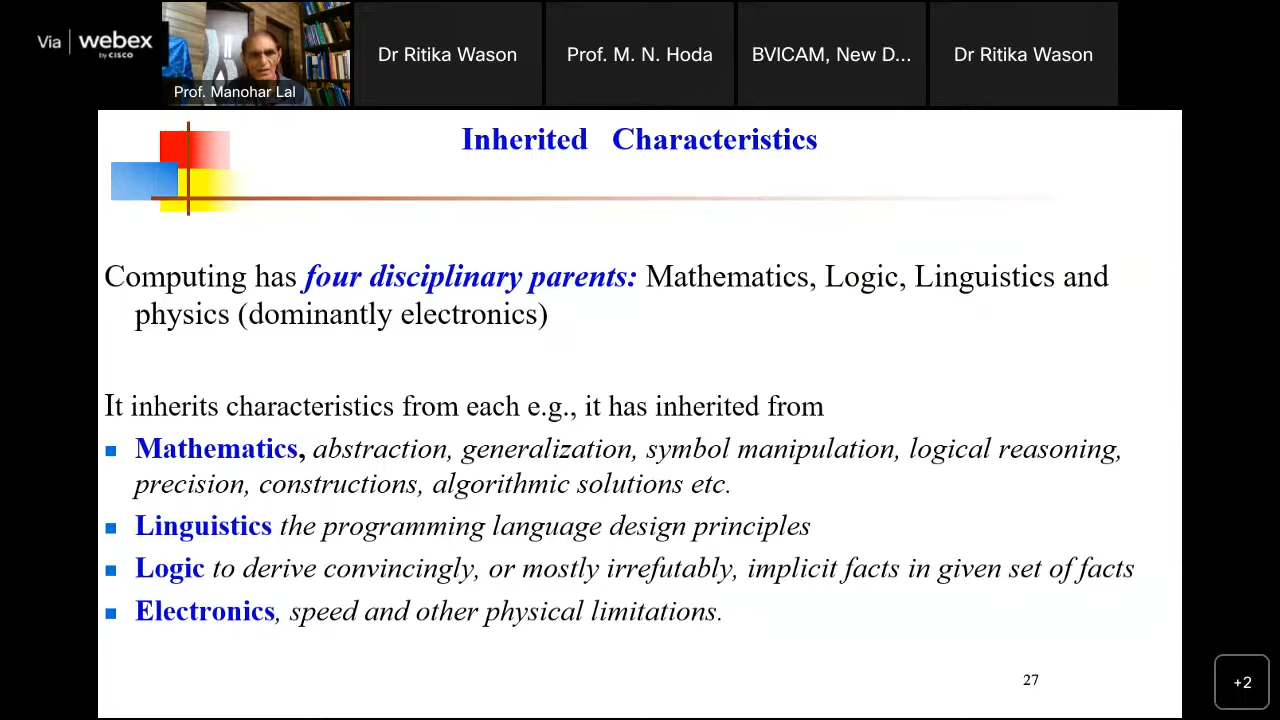 Via webex
by CISCO
Prof. Manohar Lal
Dr Ritika Wason
Prof. M. N. Hoda
BVICAM, New D...
Dr Ritika Wason
Inherited Characteristics
Computing has four disciplinary parents: Mathematics, Logic, Linguistics and
physics (dominantly electronics)
It inherits characteristics from each e.g., it has inherited from
Mathematics, abstraction, generalization, symbol manipulation, logical reasoning,
precision, constructions, algorithmic solutions etc.
Linguistics the programming language design principles
Logic to derive convincingly, or mostly irrefutably, implicit facts in given set of facts
Electronics, speed and other physical limitations.
27
+2